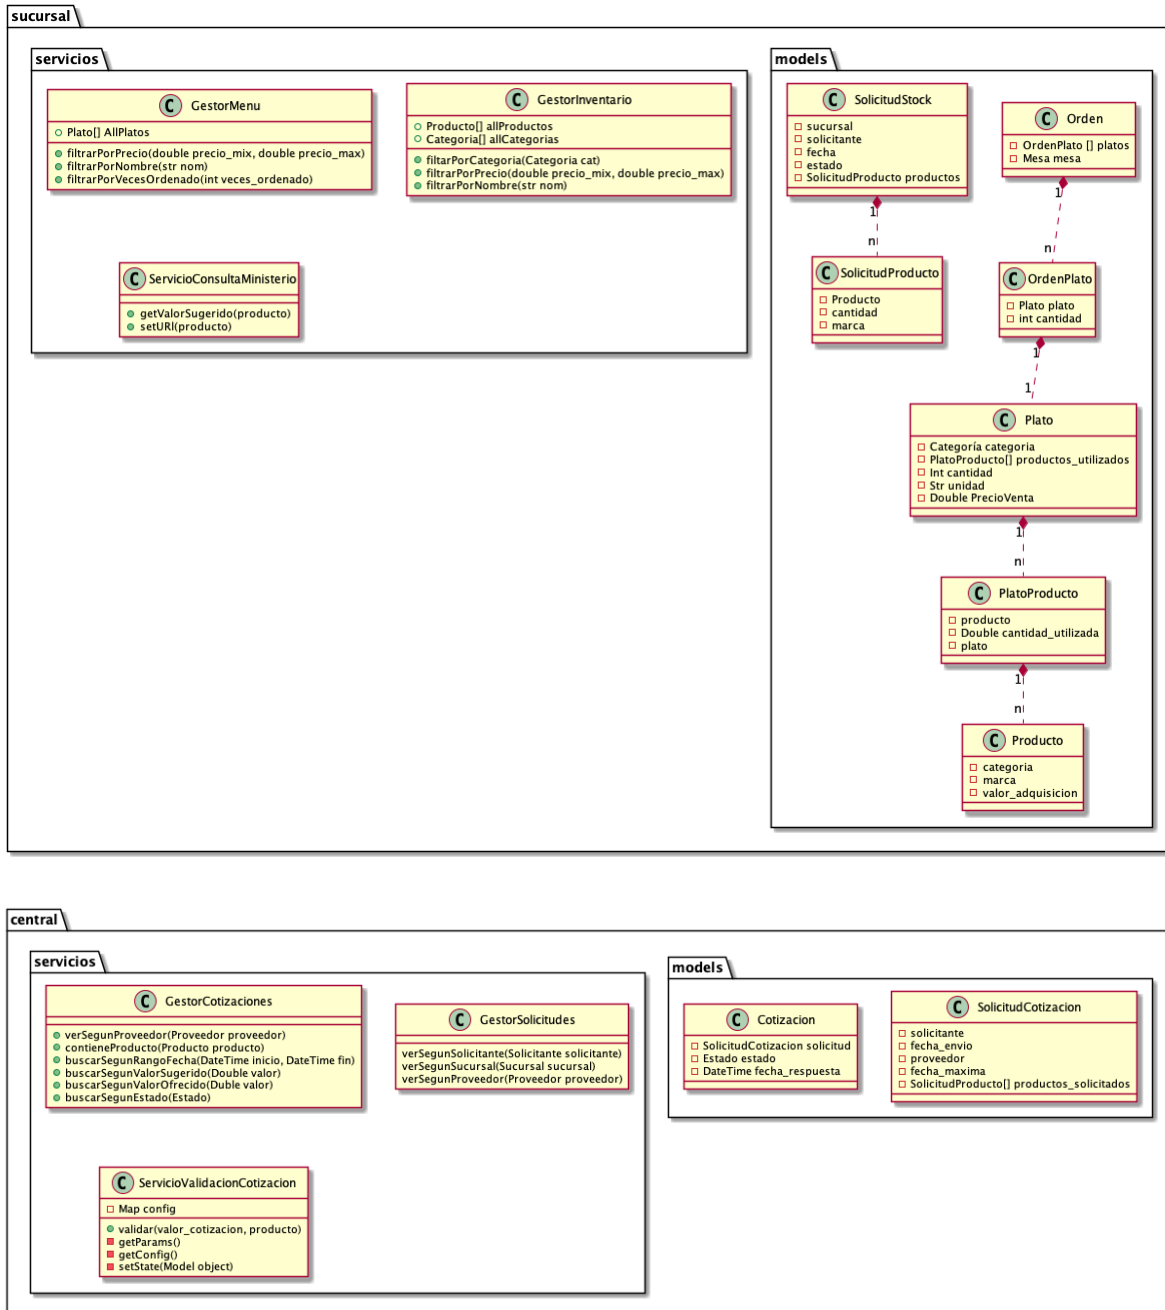 sucursal
servicios
C GestorMenu
Plato[] AllPlatos
filtrarPorPrecio(double precio_mix, double precio_max)
filtrarPorNombre(str nom)
filtrarPorVecesOrdenado(int veces_ordenado)
C GestorInventario
Producto[] allProductos
Categoria[] allCategorias
filtarPorCategoria(Categoria cat)
filtrarPorPrecio(double precio_mix, double precio_max)
filtrarPorNombre(str nom)
C ServicioConsultaMinisterio
getValorSugerido(producto)
setURl(producto)
models
C SolicitudStock
sucursal
solicitante
fecha
estado
SolicitudProducto productos
1
n
C SolicitudProducto
Producto
cantidad
marca
C Orden
OrdenPlato [] platos
Mesa mesa
1
n
C OrdenPlato
Plato plato
int cantidad
1
1
C Plato
Categoría categoria
PlatoProducto[] productos_utilizados
Int cantidad
Str unidad
Double PrecioVenta
1
n
C PlatoProducto
producto
Double cantidad_utilizada
plato
1
n
C Producto
categoria
marca
valor_adquisicion
central
servicios
C GestorCotizaciones
verSegunProveedor(Proveedor proveedor)
contieneProducto(Producto producto)
buscarSegunRangoFecha(DateTime inicio, DateTime fin)
buscarSegunValorSugerido(Double valor)
buscarSegunValorOfrecido(Duble valor)
buscarSegunEstado(Estado)
C GestorSolicitudes
verSegunSolicitante(Solicitante solicitante)
verSegunSucursal(Sucursal sucursal)
verSegunProveedor(Proveedor proveedor)
C ServicioValidacionCotizacion
Map config
validar(valor_cotizacion, producto)
getParams()
getConfig()
setState(Model object)
models
C Cotizacion
SolicitudCotizacion solicitud
Estado estado
DateTime fecha_respuesta
C SolicitudCotizacion
solicitante
fecha_envio
proveedor
fecha_maxima
SolicitudProducto[] productos_solicitados